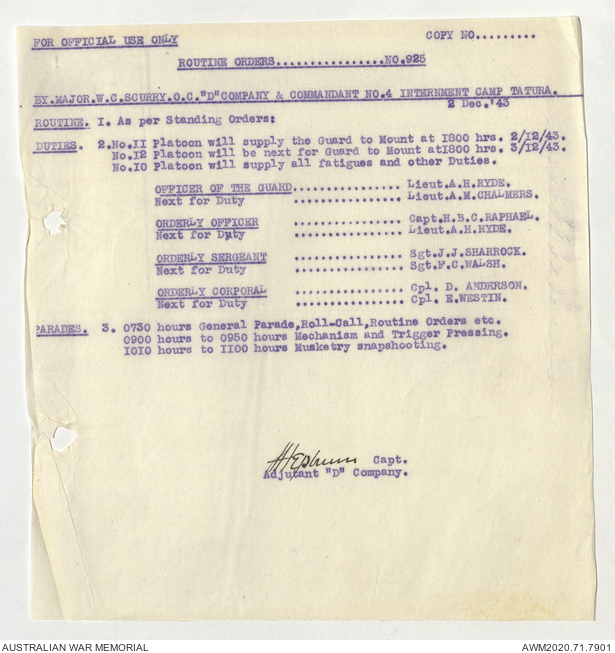 FOR OFFICIAL USE ONLY
COPY NO.........
ROUTINE ORDERS................NO.925
BY.MAJOR.W.C.SCURRY.O.C."D"COMPANY & COMMANDANT NO.4 INTERNMENT CAMP TATURA.
2 Dec.'43
ROUTINE. I. As per Standing Orders:
DUTIES. 2.No.II Platoon will supply the Guard to Mount at I800 hrs. 2/I2/43.
No.I2 Platoon will be next for Guard to Mount atI800 hrs. 3/I2/43.
No.IO Platoon will supply all fatigues and other Duties.
OFFICER OF THE GUARD................ Lieut.A.H.RYDE.
Next for Duty ................ Lieut.A.M.CHALMERS.
ORDERLY OFFICER ................ Capt.H.B.C.RAPHAEL.
Next for Duty ................ Lieut.A.H.RYDE.
ORDERLY SERGEANT ................ Sgt.J.J.SHARROCK.
Next for Duty ................ Sgt.F.C.WALSH.
ORDERLY CORPORAL ................ Cpl. D. ANDERSON.
Next for Duty ................ Cpl. E.WESTIN.
PARADES. 3. 0730 hours General Parade,Roll-Call,Routine Orders etc.
0900 hours to 0950 hours Mechanism and Trigger Pressing.
IOIO hours to II00 hours Musketry snapshooting.
HHepburn Capt.
Adjutant "D" Company.
AUSTRALIAN WAR MEMORIAL
AWM2020.71.7901